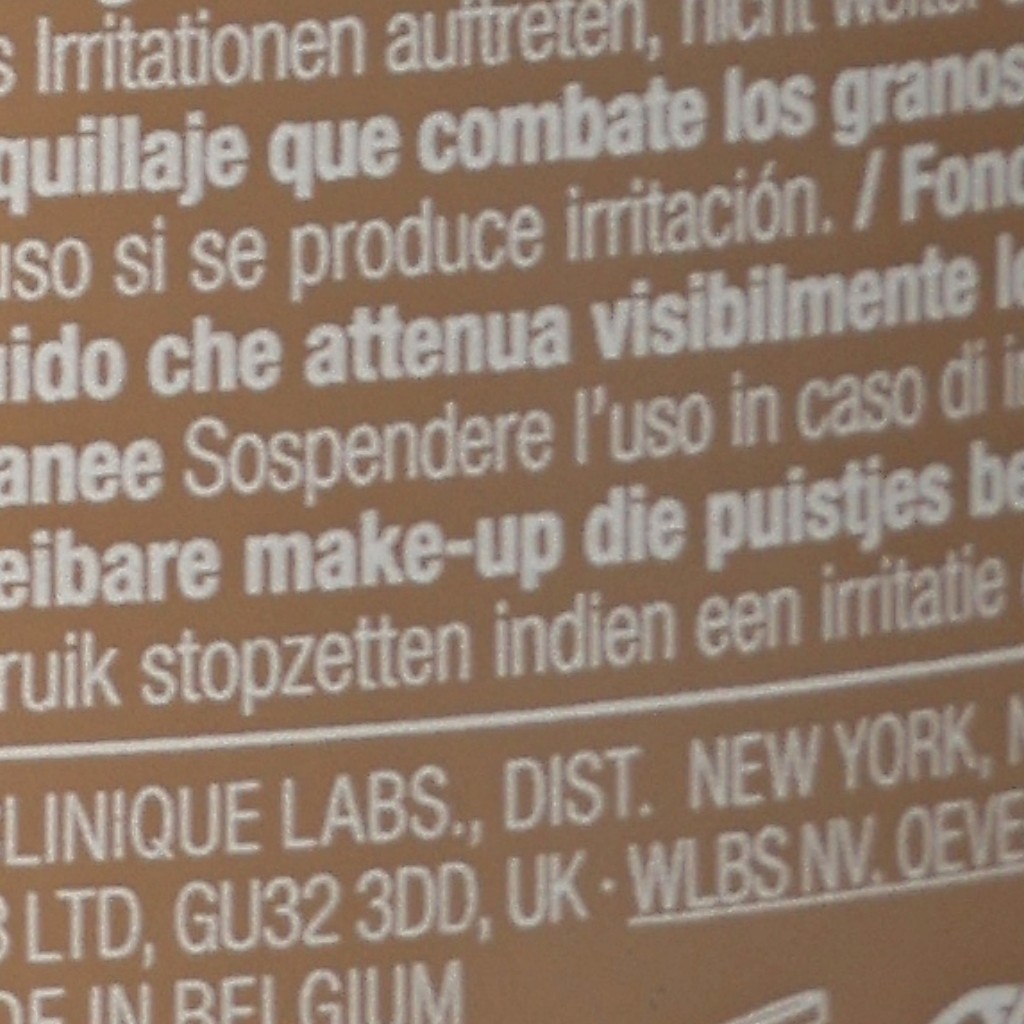 Irritationen auftreten, nicht
quillaje que combate los granos
uso si se produce irritación. / Fond
uido che attenua visibilmente le
anee Sospendere l'uso in caso di
eibare make-up die puistjes be
ruik stopzetten indien een irritatie
LINIQUE LABS., DIST. NEW YORK, N
LTD, GU32 3DD, UK · WLBS NV. OEVE
DE IN BELGIUM